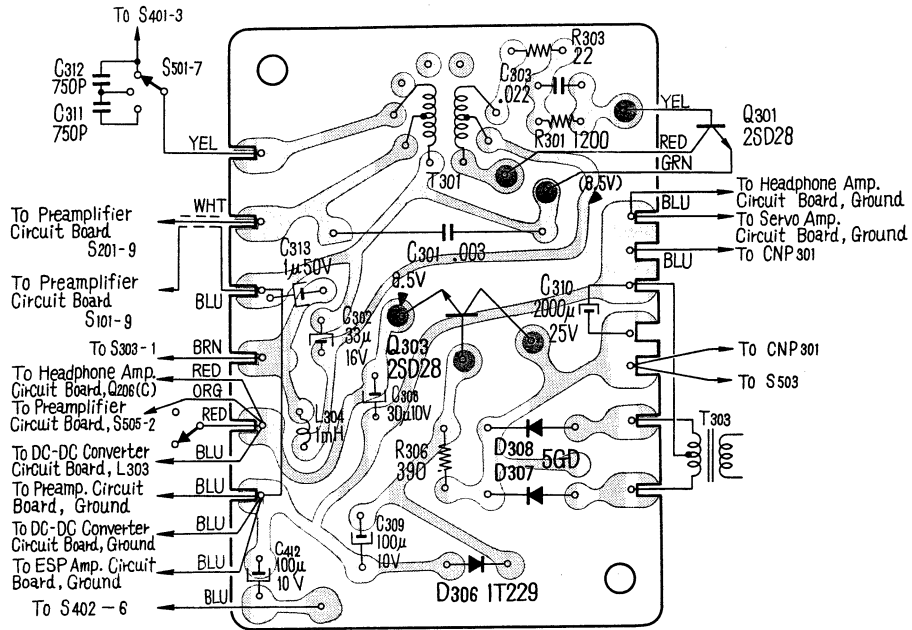 To S401-3
C312
750P
C311
750P
S501-7
YEL
WHT
To Preamplifier
Circuit Board
S201-9
To Preamplifier
Circuit Board
S101-9
BLU
To S303-1
BRN
To Headphone Amp.
Circuit Board, Q206(C)
RED
ORG
To Preamplifier
Circuit Board, S505-2
RED
To DC-DC Converter
Circuit Board, L303
BLU
To Preamp. Circuit
Board, Ground
BLU
To DC-DC Converter
Circuit Board, Ground
BLU
To ESP Amp. Circuit
Board, Ground
BLU
To S402-6
BLU
R303
22
C303
.022
R301 1200
T301
YEL
RED
GRN
Q301
2SD28
(8.5V)
C301 .003
C313
1μ50V
8.5V
C302
33μ
16V
Q303
2SD28
C310
2000μ
25V
C308
30μ10V
L304
1mH
R306
390
D308
D307
5GD
C309
100μ
10V
C412
100μ
10V
D306 1T229
To Headphone Amp.
Circuit Board, Ground
BLU
To Servo Amp.
Circuit Board, Ground
To CNP301
BLU
To CNP301
To S503
T303